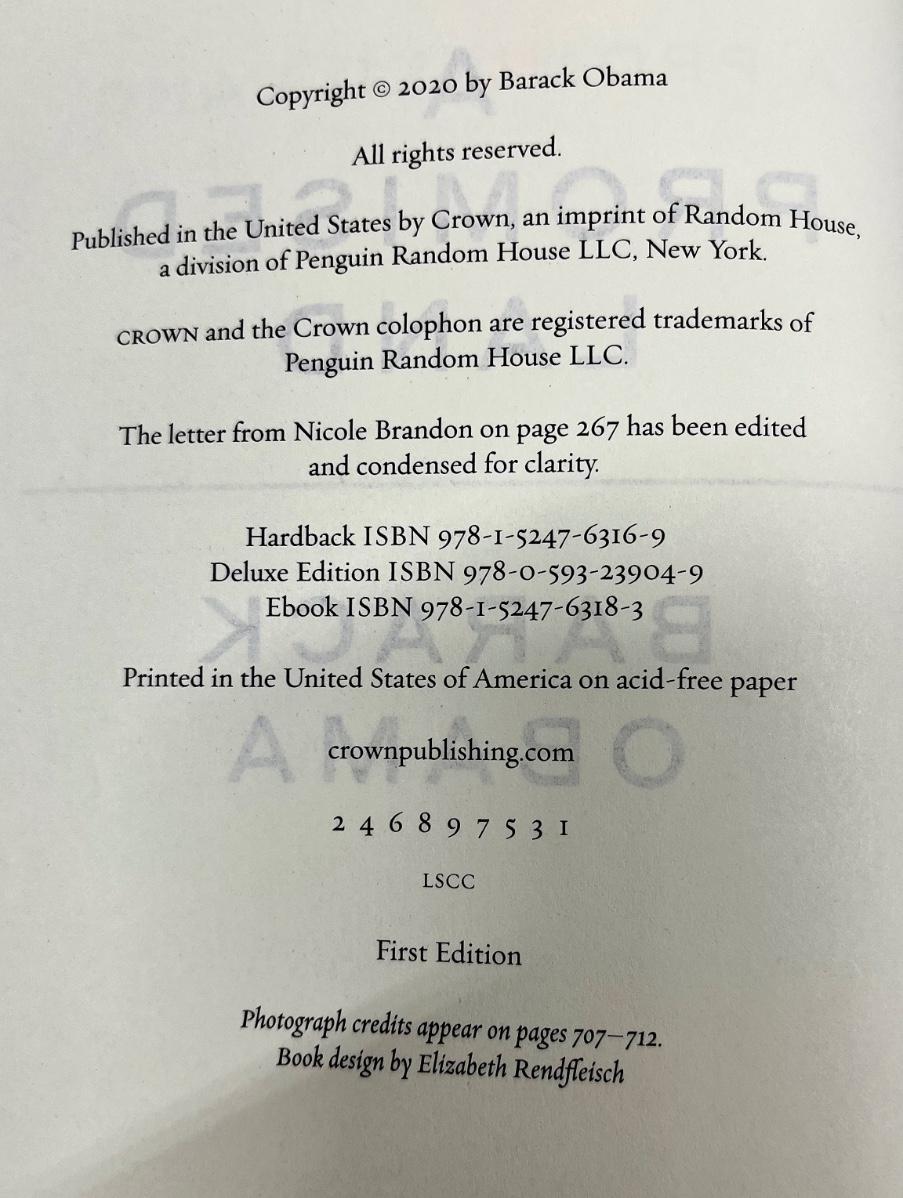 Copyright © 2020 by Barack Obama
All rights reserved.
Published in the United States by Crown, an imprint of Random House,
a division of Penguin Random House LLC, New York.
CROWN and the Crown colophon are registered trademarks of
Penguin Random House LLC.
The letter from Nicole Brandon on page 267 has been edited
and condensed for clarity.
Hardback ISBN 978-1-5247-6316-9
Deluxe Edition ISBN 978-0-593-23904-9
Ebook ISBN 978-1-5247-6318-3
Printed in the United States of America on acid-free paper
crownpublishing.com
2 4 6 8 9 7 5 3 1
LSCC
First Edition
Photograph credits appear on pages 707–712.
Book design by Elizabeth Rendfleisch
A
PROMISED
LAND
BARACK
OBAMA